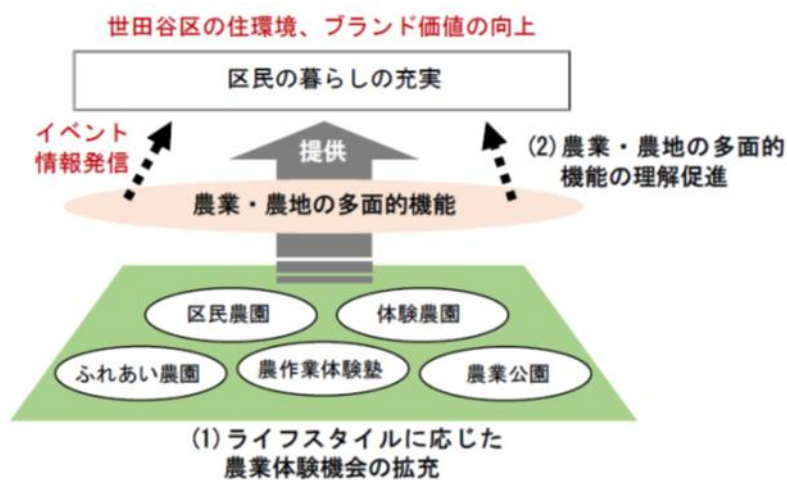 世田谷区の住環境、ブランド価値の向上
区民の暮らしの充実
イベント
情報発信
提供
(2)農業・農地の多面的
機能の理解促進
農業・農地の多面的機能
区民農園
体験農園
ふれあい農園
農作業体験塾
農業公園
(1)ライフスタイルに応じた
農業体験機会の拡充